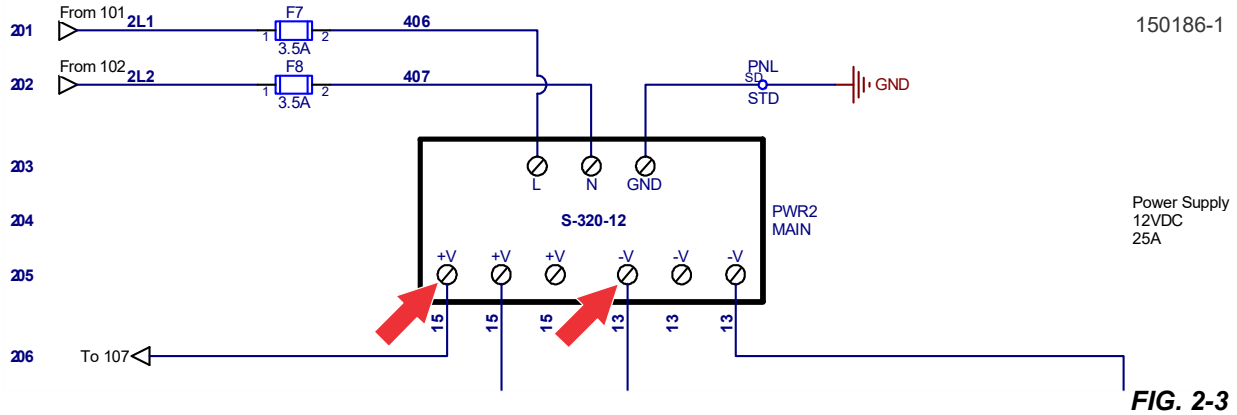 From 101
201
2L1
F7
1
2
3.5A
406
150186-1
From 102
202
2L2
F8
1
2
3.5A
407
PNL
SD
STD
GND
203
L
N
GND
204
S-320-12
PWR2
MAIN
Power Supply
12VDC
25A
205
+V
+V
+V
-V
-V
-V
15
15
15
13
13
13
206
To 107
FIG. 2-3